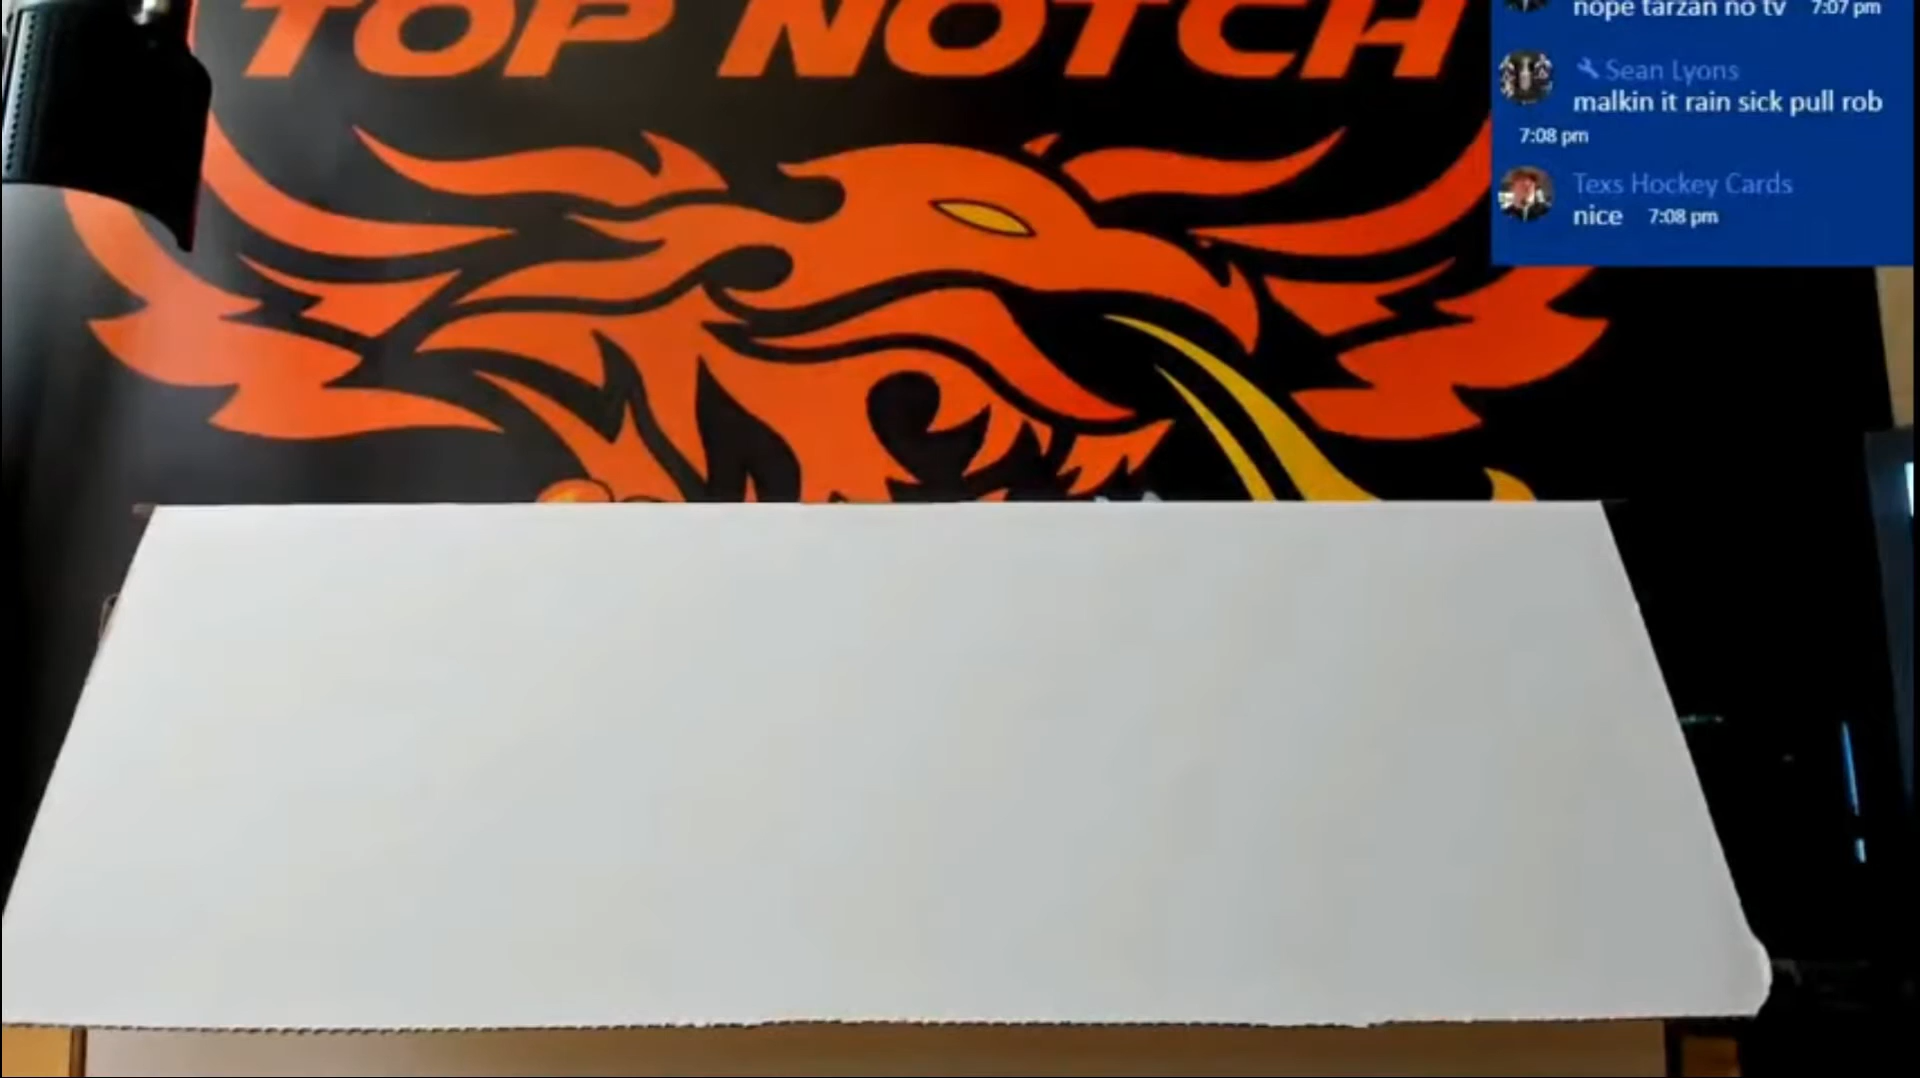 TOP NOTCH
nope tarzan no tv 7:07 pm
Sean Lyons
malkin it rain sick pull rob
7:08 pm
Texs Hockey Cards
nice 7:08 pm